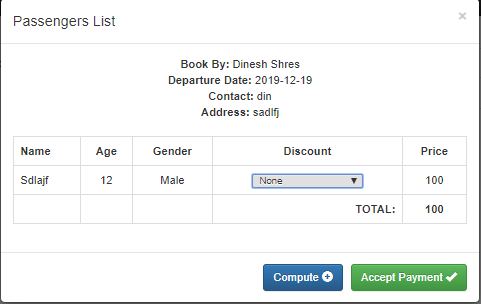 Passengers List ×
Book By: Dinesh Shres
Departure Date: 2019-12-19
Contact: din
Address: sadlfj
Name Age Gender Discount Price
Sdlajf 12 Male None 100
TOTAL: 100
Compute Accept Payment